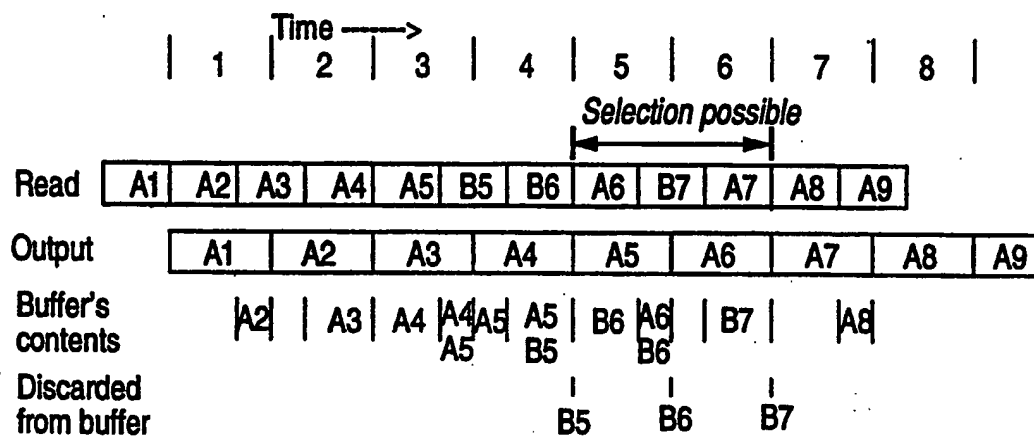 Time ----->
1 2 3 4 5 6 7 8
Selection possible
Read A1 A2 A3 A4 A5 B5 B6 A6 B7 A7 A8 A9
Output A1 A2 A3 A4 A5 A6 A7 A8 A9
Buffer's A2 A3 A4 A4 A5 A5 B6 A6 B7 A8
contents A5 B5 B6
Discarded
from buffer B5 B6 B7